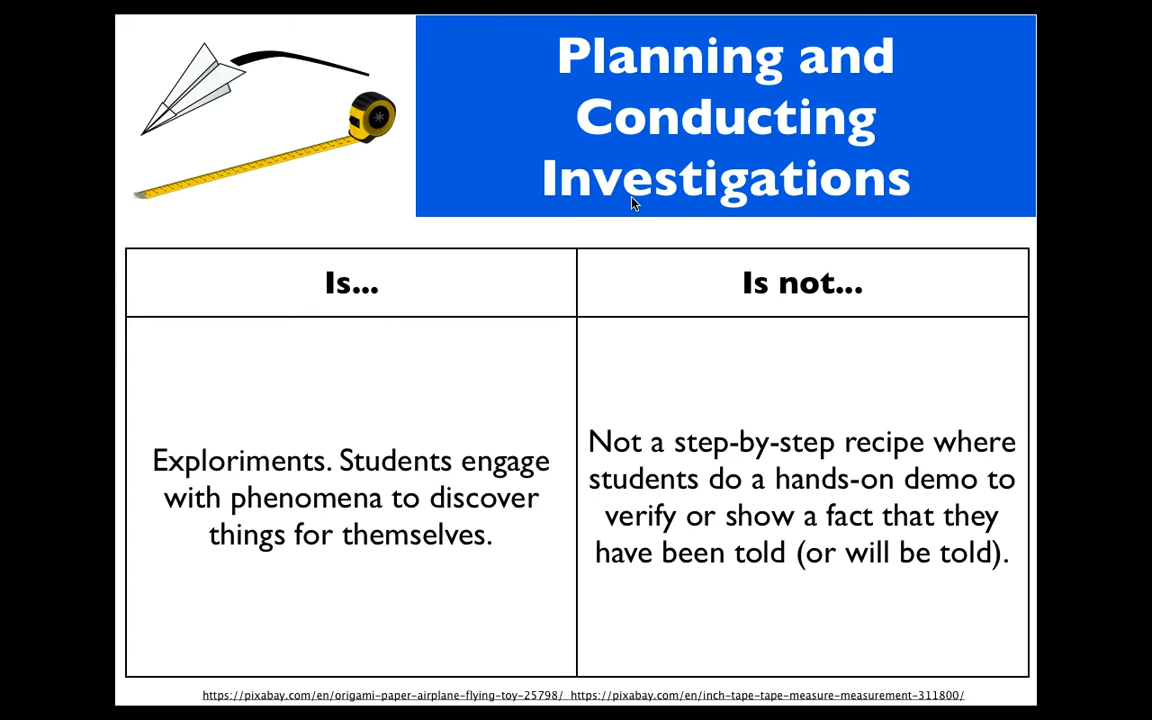 Planning and
Conducting
Investigations
Is...
Is not...
Exploriments. Students engage
with phenomena to discover
things for themselves.
Not a step-by-step recipe where
students do a hands-on demo to
verify or show a fact that they
have been told (or will be told).
https://pixabay.com/en/origami-paper-airplane-flying-toy-25798/ https://pixabay.com/en/inch-tape-tape-measure-measurement-311800/